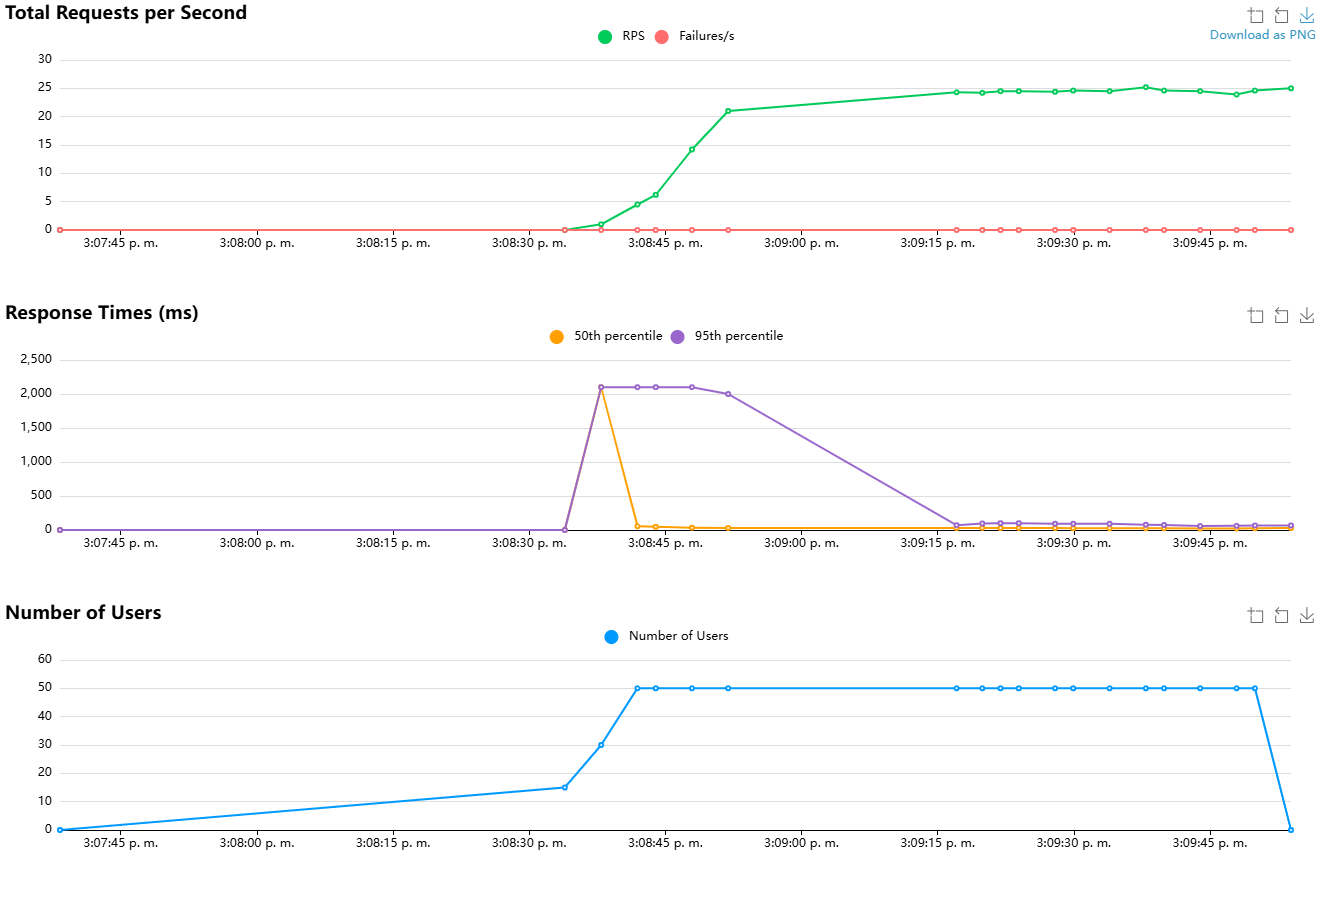 Total Requests per Second
Download as PNG
RPS Failures/s
30
25
20
15
10
5
0
3:07:45 p. m. 3:08:00 p. m. 3:08:15 p. m. 3:08:30 p. m. 3:08:45 p. m. 3:09:00 p. m. 3:09:15 p. m. 3:09:30 p. m. 3:09:45 p. m.
Response Times (ms)
50th percentile 95th percentile
2,500
2,000
1,500
1,000
500
0
3:07:45 p. m. 3:08:00 p. m. 3:08:15 p. m. 3:08:30 p. m. 3:08:45 p. m. 3:09:00 p. m. 3:09:15 p. m. 3:09:30 p. m. 3:09:45 p. m.
Number of Users
Number of Users
60
50
40
30
20
10
0
3:07:45 p. m. 3:08:00 p. m. 3:08:15 p. m. 3:08:30 p. m. 3:08:45 p. m. 3:09:00 p. m. 3:09:15 p. m. 3:09:30 p. m. 3:09:45 p. m.